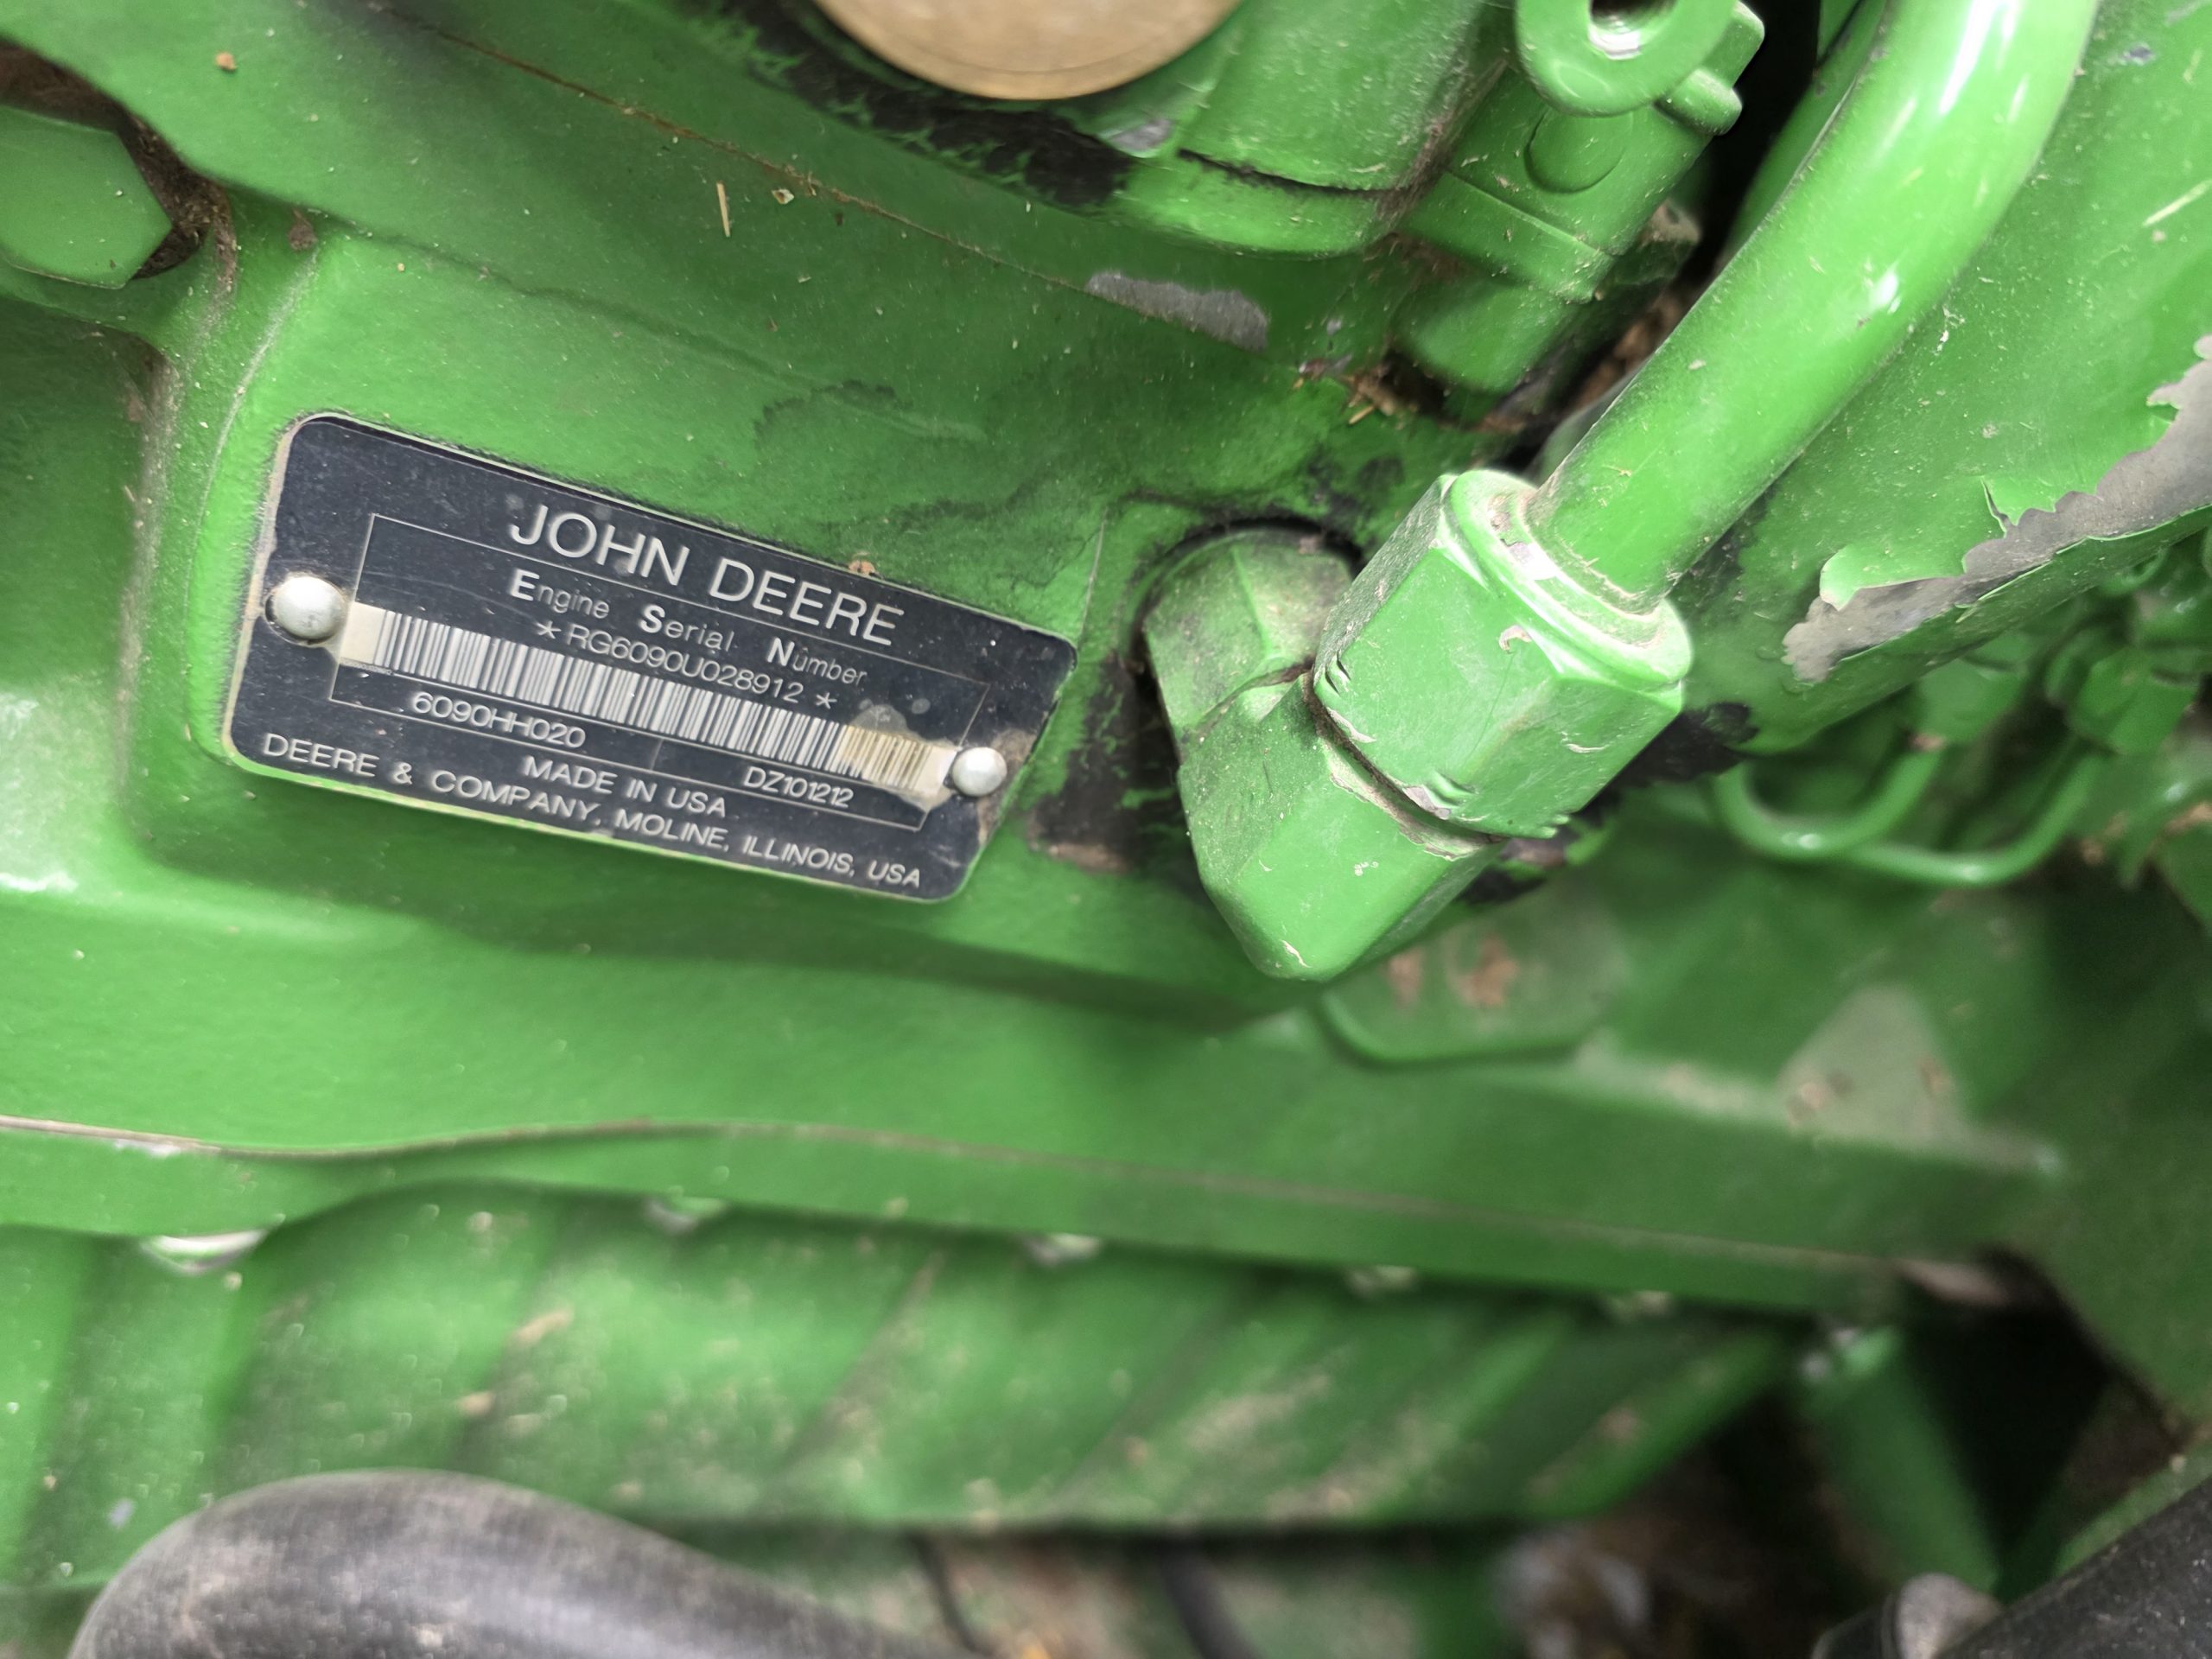 JOHN DEERE
Engine Serial Number
*RG6090U028912*
6090HH020 DZ101212
MADE IN USA
DEERE & COMPANY, MOLINE, ILLINOIS, USA